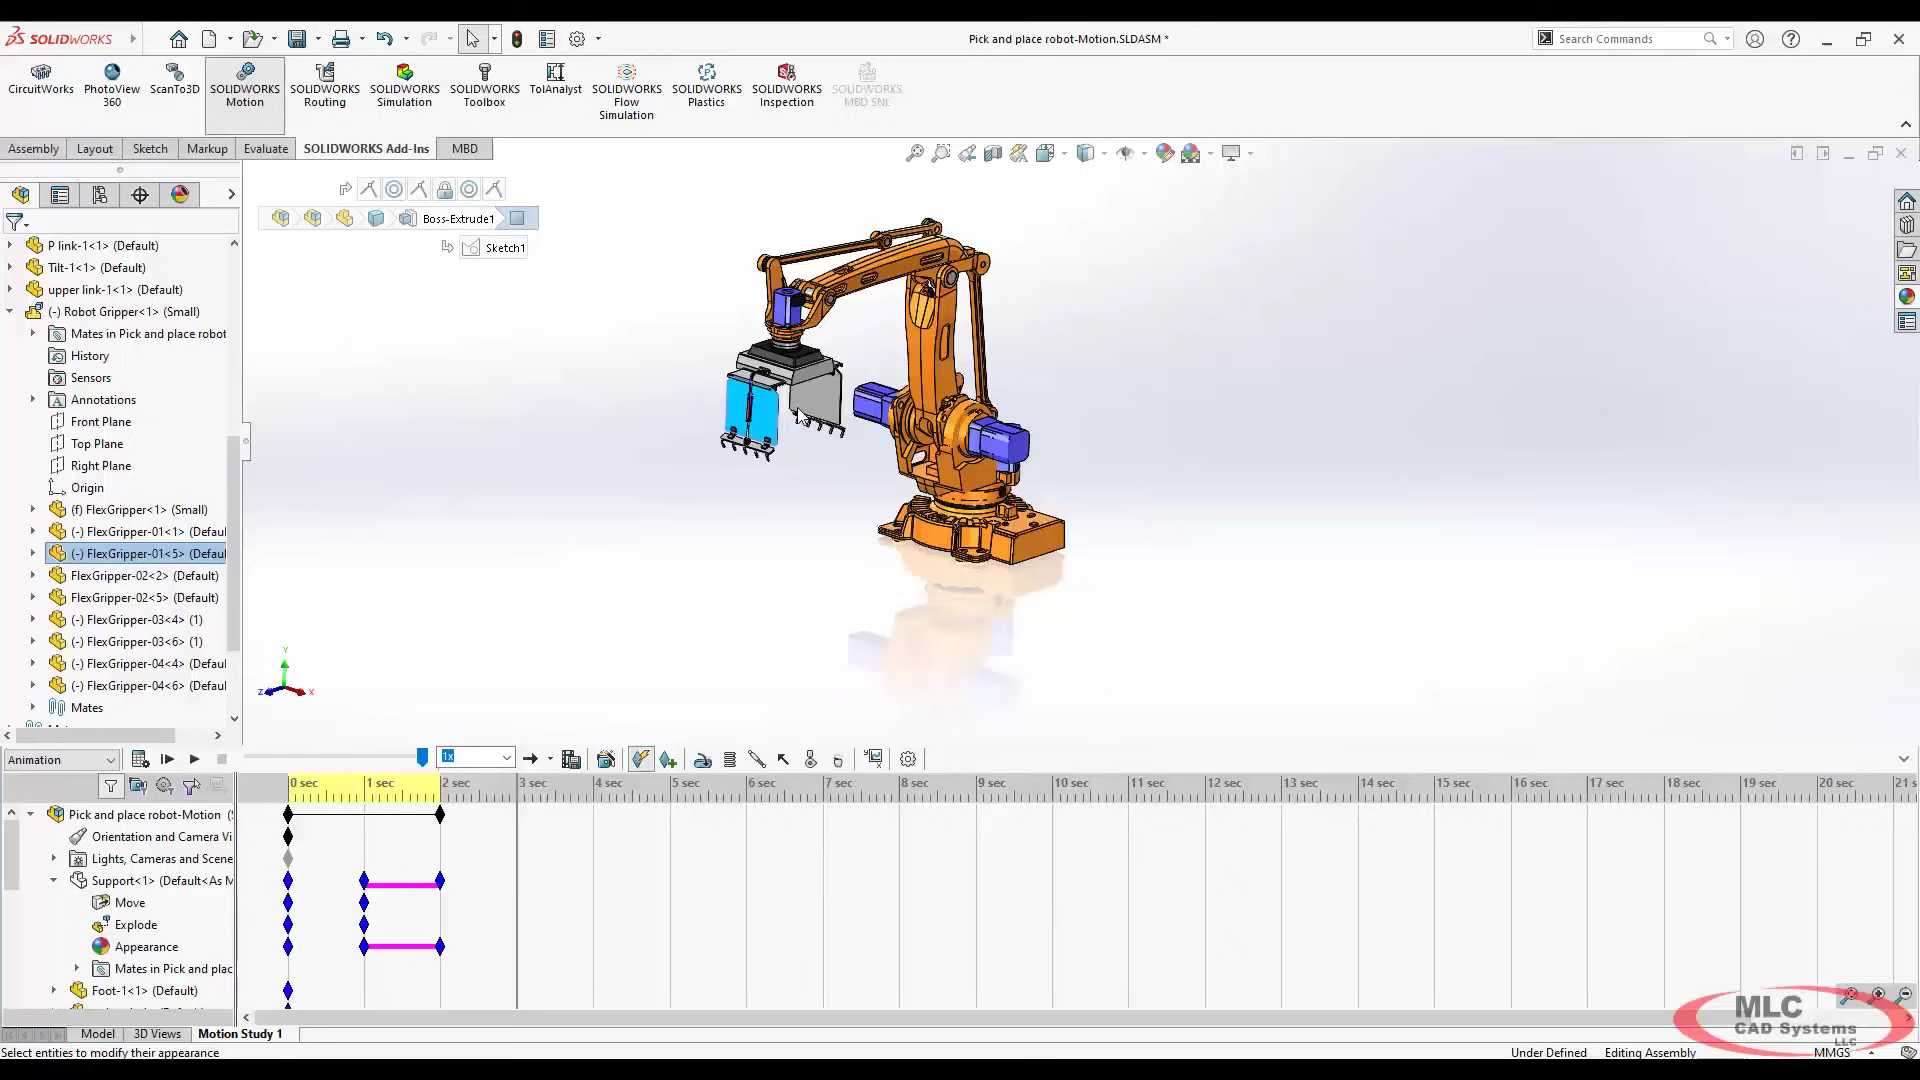 SOLIDWORKS
Pick and place robot-Motion.SLDASM *
Search Commands
CircuitWorks
PhotoView
360
ScanTo3D
SOLIDWORKS
Motion
SOLIDWORKS
Routing
SOLIDWORKS
Simulation
SOLIDWORKS
Toolbox
TolAnalyst
SOLIDWORKS
Flow
Simulation
SOLIDWORKS
Plastics
SOLIDWORKS
Inspection
SOLIDWORKS
MBD SNL
Assembly
Layout
Sketch
Markup
Evaluate
SOLIDWORKS Add-Ins
MBD
Boss-Extrude1
Sketch1
P link-1<1> (Default)
Tilt-1<1> (Default)
upper link-1<1> (Default)
(-) Robot Gripper<1> (Small)
Mates in Pick and place robot
History
Sensors
Annotations
Front Plane
Top Plane
Right Plane
Origin
(f) FlexGripper<1> (Small)
(-) FlexGripper-01<1> (Defaul
(-) FlexGripper-01<5> (Defaul
FlexGripper-02<2> (Default)
FlexGripper-02<5> (Default)
(-) FlexGripper-03<4> (1)
(-) FlexGripper-03<6> (1)
(-) FlexGripper-04<4> (Defaul
(-) FlexGripper-04<6> (Defaul
Mates
Y
Z
X
Animation
1x
0 sec
1 sec
2 sec
3 sec
4 sec
5 sec
6 sec
7 sec
8 sec
9 sec
10 sec
11 sec
12 sec
13 sec
14 sec
15 sec
16 sec
17 sec
18 sec
19 sec
20 sec
21 s
Pick and place robot-Motion (
Orientation and Camera Vi
Lights, Cameras and Scene
Support<1> (Default<As M
Move
Explode
Appearance
Mates in Pick and plac
Foot-1<1> (Default)
Model
3D Views
Motion Study 1
Select entities to modify their appearance
Under Defined
Editing Assembly
MMGS
MLC
CAD Systems
LLC